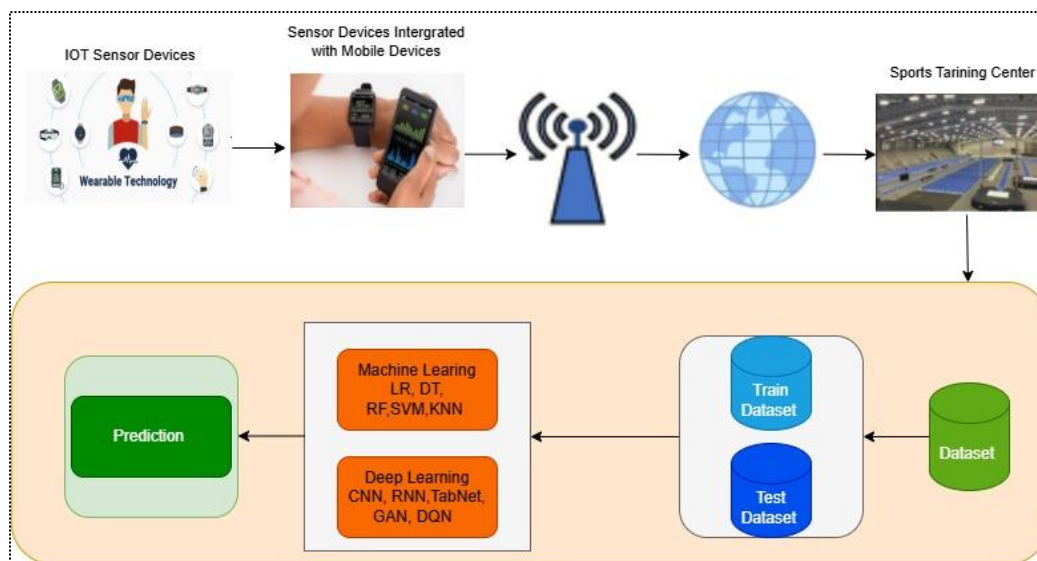 IOT Sensor Devices
Sensor Devices Intergrated
with Mobile Devices
Sports Tarining Center
Wearable Technology
Prediction
Machine Learing
LR, DT,
RF,SVM,KNN
Deep Learning
CNN, RNN,TabNet,
GAN, DQN
Train
Dataset
Test
Dataset
Dataset